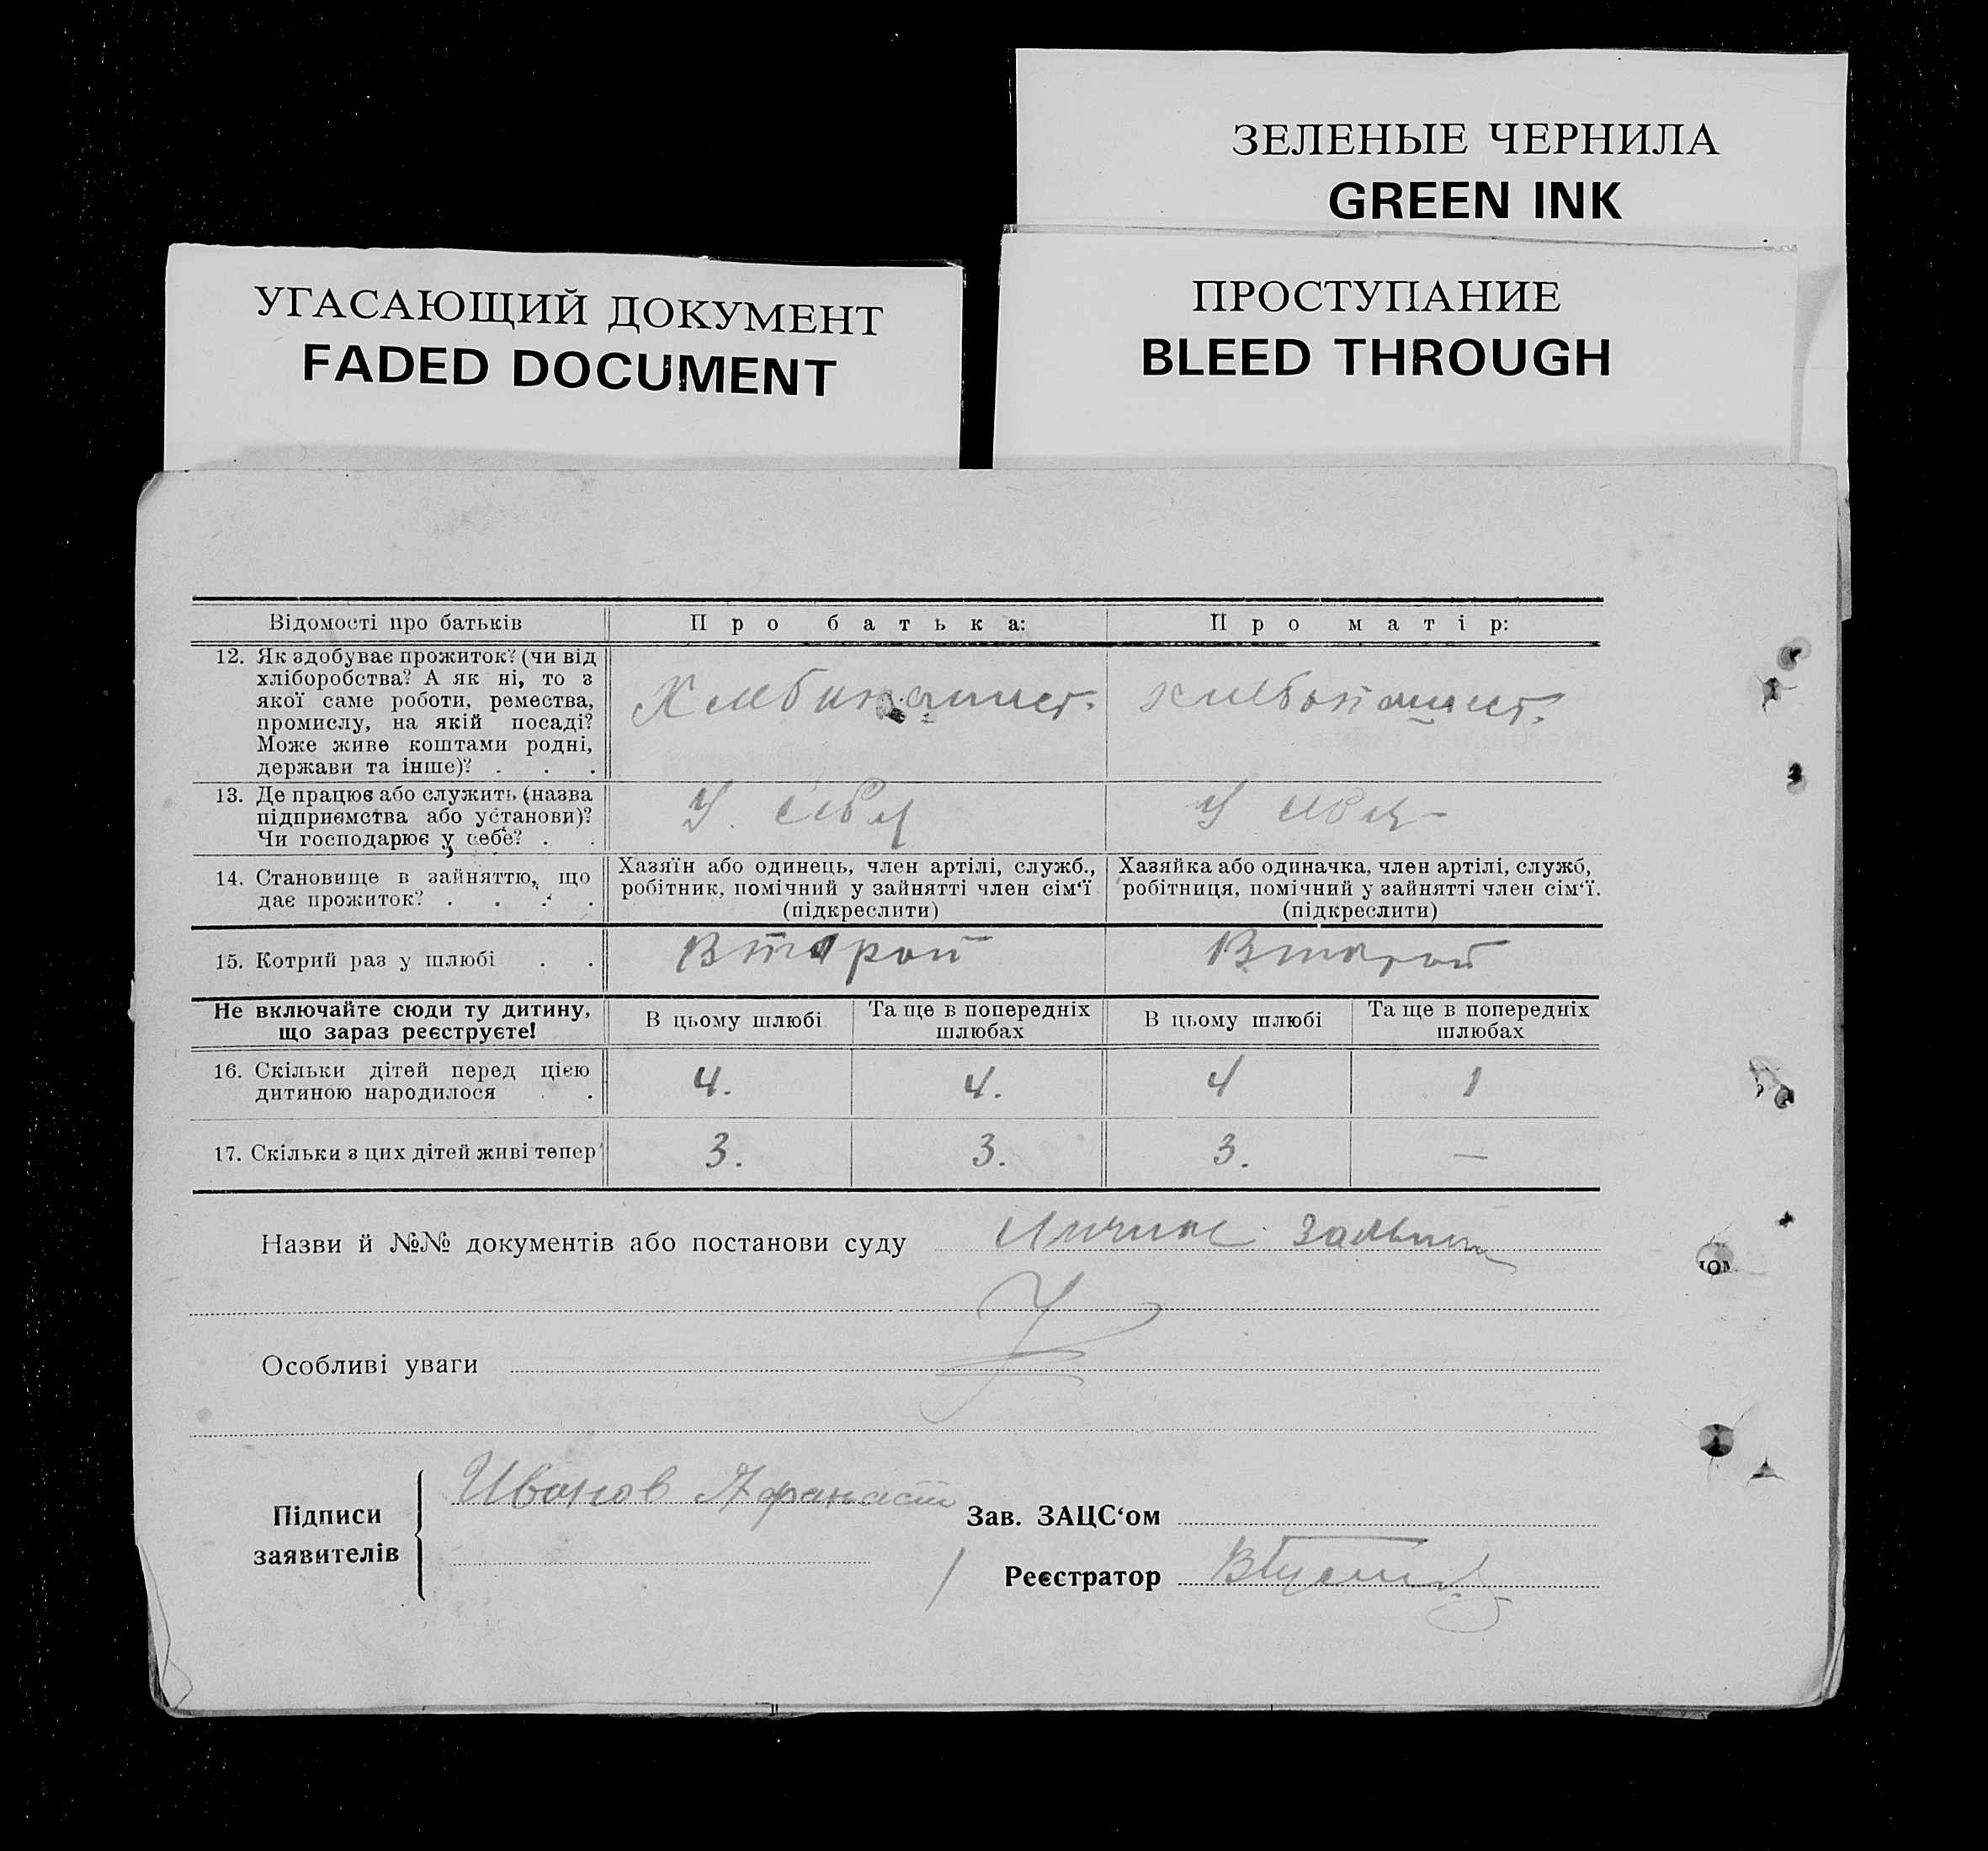 ЗЕЛЕНЫЕ ЧЕРНИЛА
GREEN INK
УГАСАЮЩИЙ ДОКУМЕНТ
FADED DOCUMENT
ПРОСТУПАНИЕ
BLEED THROUGH
Відомості про батьків
Про батька:
Про матір:
12. Як здобуває прожиток? (чи від
хліборобства? А як ні, то з
якої саме роботи, ремества,
промислу, на якій посаді?
Може живе коштами родні,
держави та інше)? . . .
13. Де працює або служить (назва
підприємства або установи)?
Чи господарює у себе? . .
У себя
У себя
14. Становище в зайняттю, що
дає прожиток? . . . .
Хазяїн або одинець, член артілі, служб.,
робітник, помічний у зайнятті член сім‘ї
(підкреслити)
Хазяйка або одиначка, член артілі, служб,
робітниця, помічний у зайнятті член сім‘ї.
(підкреслити)
15. Котрий раз у шлюбі . .
Второй
Второй
Не включайте сюди ту дитину,
що зараз реєструєте!
В цьому шлюбі
Та ще в попередніх
шлюбах
В цьому шлюбі
Та ще в попередніх
шлюбах
16. Скільки дітей перед цією
дитиною народилося . .
4.
4.
4
1
17. Скільки з цих дітей живі тепер
3.
3.
3.
—
Назви й №№ документів або постанови суду
Особливі уваги
Підписи
заявителів
Иванов Афанасий
Зав. ЗАЦС‘ом
Реєстратор